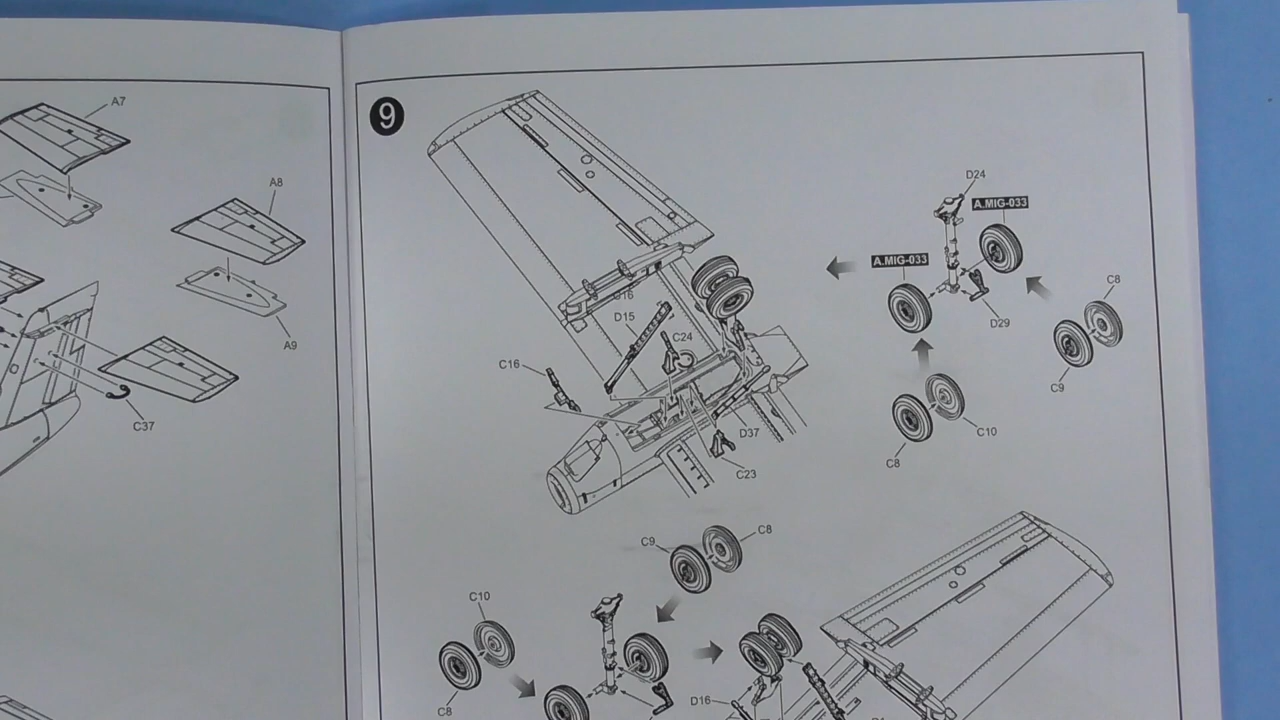 A7
A8
A9
C37
9
D24
A.MIG-033
A.MIG-033
D29
C8
C9
C10
C8
D15
C24
C16
D37
C23
C9
C8
C10
C8
D16